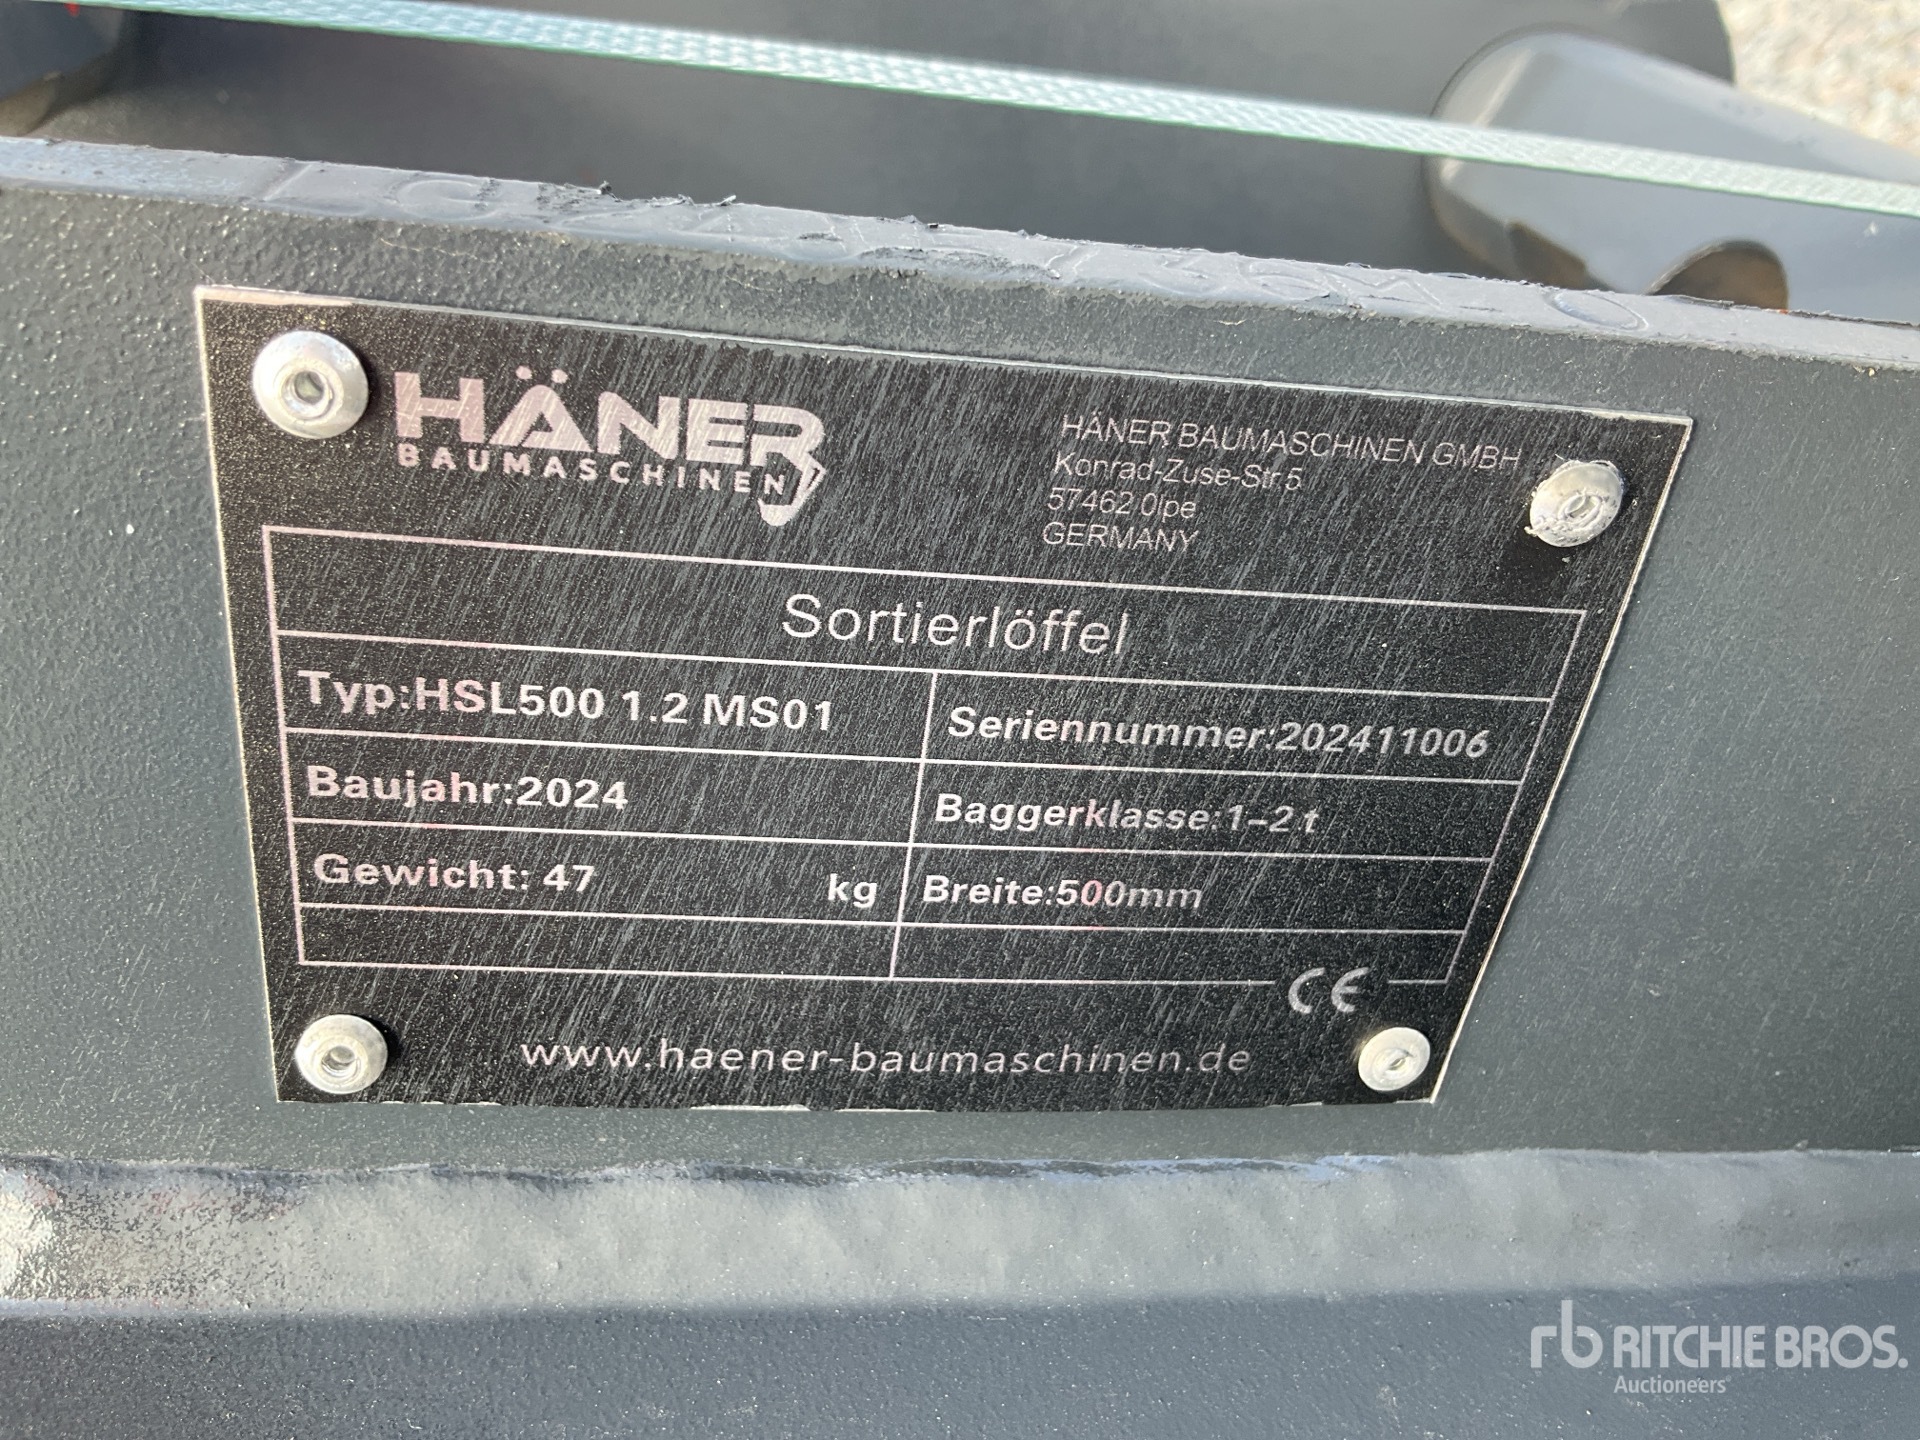 HÄNER
BAUMASCHINEN
HÄNER BAUMASCHINEN GMBH
Konrad-Zuse-Str.5
57462 Olpe
GERMANY
Sortierlöffel
Typ:HSL500 1.2 MS01
Seriennummer:202411006
Baujahr:2024
Baggerklasse:1-2 t
Gewicht: 47 kg
Breite:500mm
CE
www.haener-baumaschinen.de
rb RITCHIE BROS.
Auctioneers